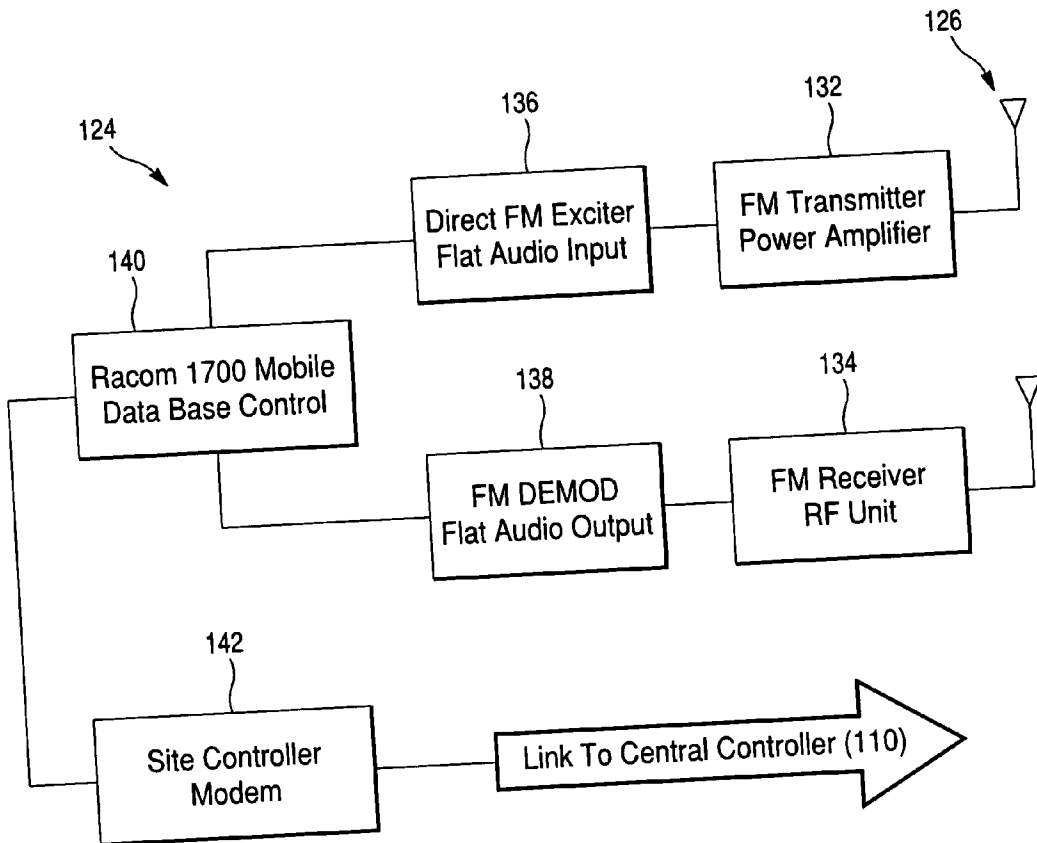 126
136
132
124
Direct FM Exciter
Flat Audio Input
FM Transmitter
Power Amplifier
140
Racom 1700 Mobile
Data Base Control
138
134
FM DEMOD
Flat Audio Output
FM Receiver
RF Unit
142
Site Controller
Modem
Link To Central Controller (110)